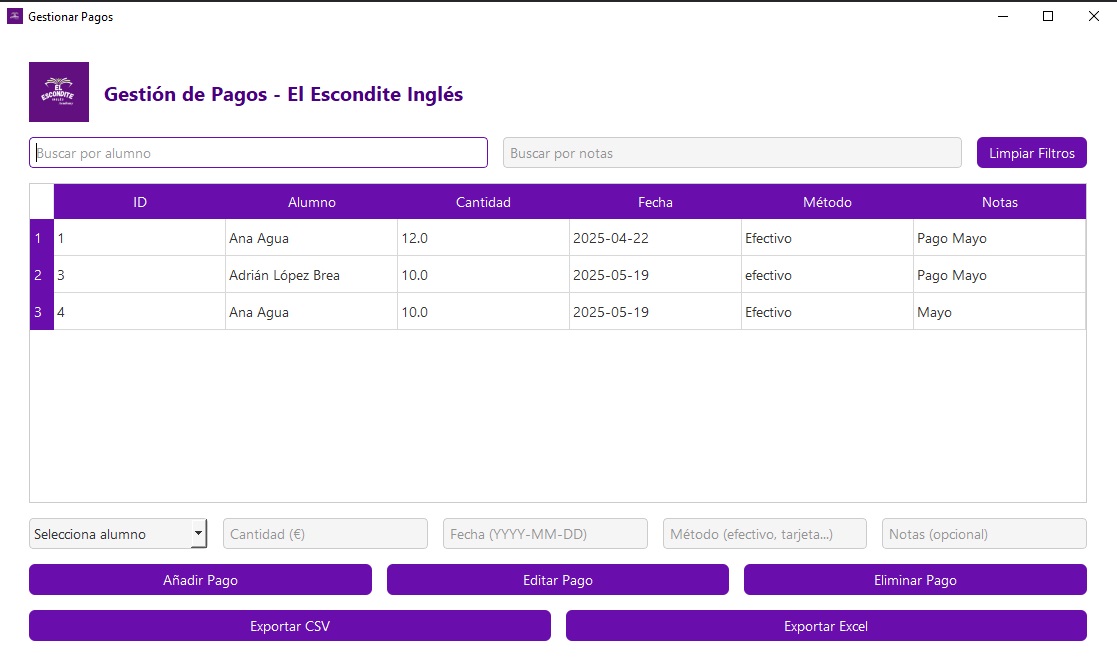 Gestionar Pagos
EL
ESCONDITE
INGLÉS
Gestión de Pagos - El Escondite Inglés
Buscar por alumno Buscar por notas Limpiar Filtros
ID Alumno Cantidad Fecha Método Notas
1 1 Ana Agua 12.0 2025-04-22 Efectivo Pago Mayo
2 3 Adrián López Brea 10.0 2025-05-19 efectivo Pago Mayo
3 4 Ana Agua 10.0 2025-05-19 Efectivo Mayo
Selecciona alumno Cantidad (€) Fecha (YYYY-MM-DD) Método (efectivo, tarjeta...) Notas (opcional)
Añadir Pago Editar Pago Eliminar Pago
Exportar CSV Exportar Excel